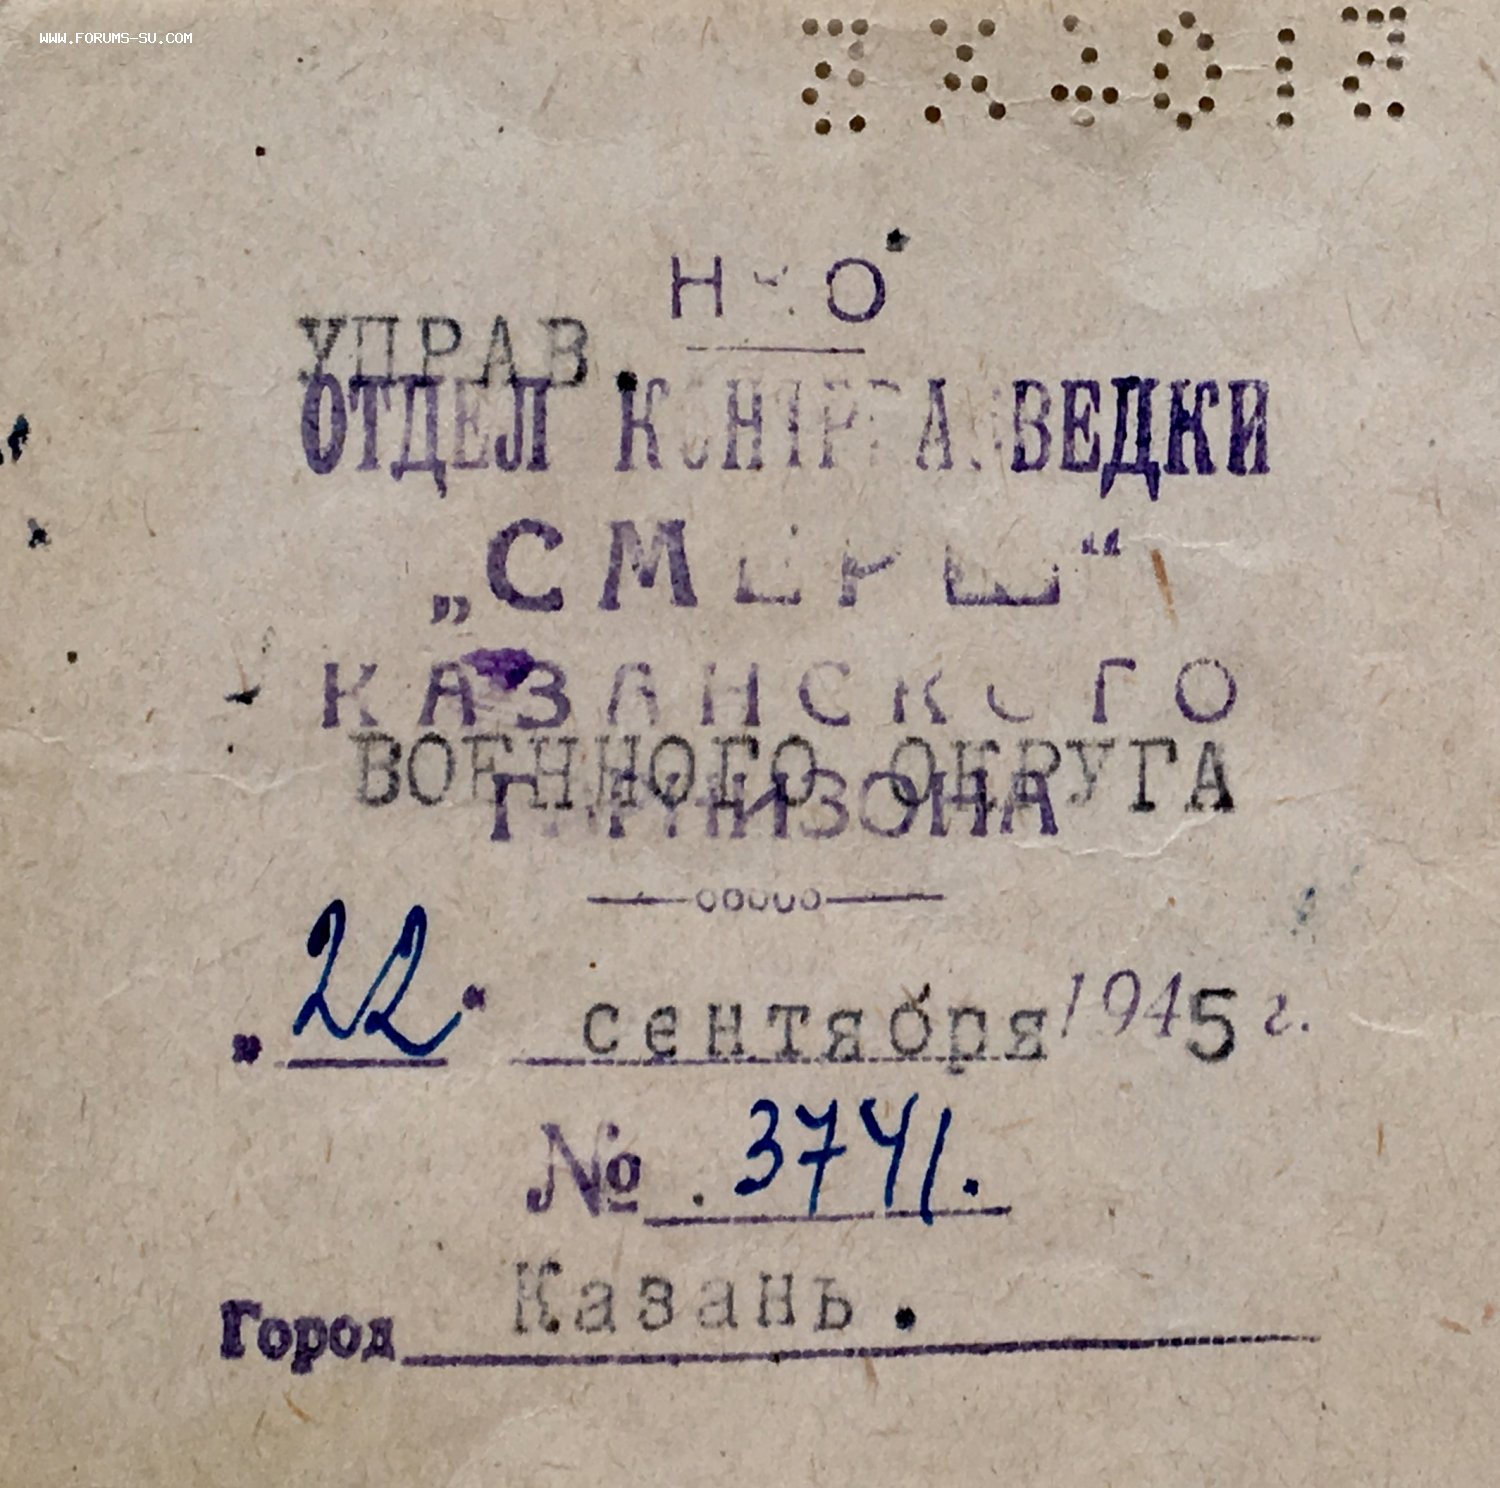 WWW.FORUMS-SU.COM
НКО
УПРАВ.
ОТДЕЛ КОНТРРАЗВЕДКИ
„СМЕРШ“
КАЗАНСКОГО
ВОЕННОГО ОКРУГА
ГАРНИЗОНА
„22“ сентября 1945 г.
№ 3741.
Город Казань.